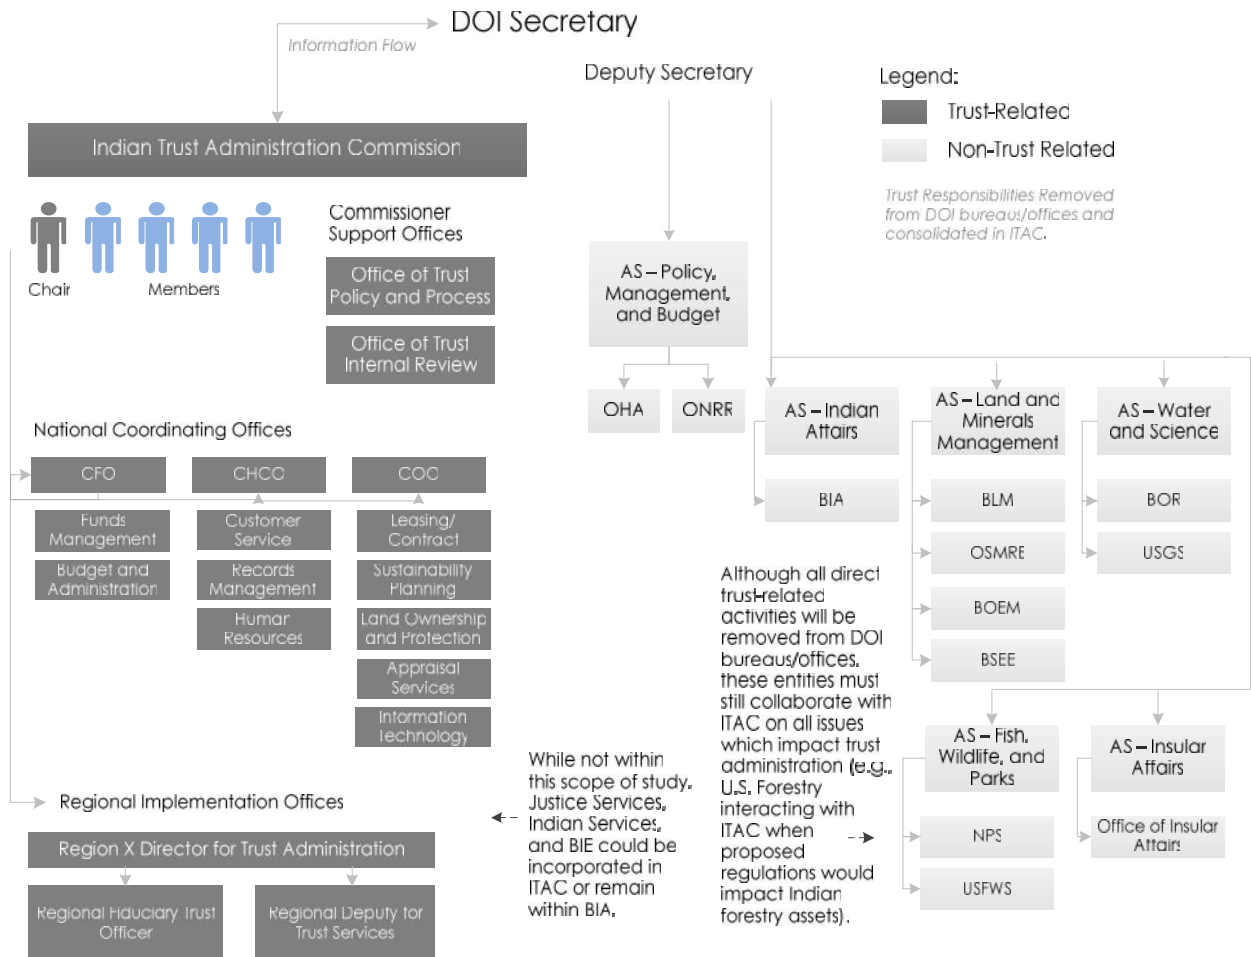 DOI Secretary
Information Flow
Deputy Secretary
Legend:
Trust-Related
Non-Trust Related
Trust Responsibilities Removed
from DOI bureaus/offices and
consolidated in ITAC.
Indian Trust Administration Commission
Chair
Members
Commissioner
Support Offices
Office of Trust
Policy and Process
Office of Trust
Internal Review
National Coordinating Offices
CFO
Funds
Management
Budget and
Administration
CHCO
Customer
Service
Records
Management
Human
Resources
COO
Leasing/
Contract
Sustainability
Planning
Land Ownership
and Protection
Appraisal
Services
Information
Technology
Regional Implementation Offices
Region X Director for Trust Administration
Regional Fiduciary Trust
Officer
Regional Deputy for
Trust Services
While not within
this scope of study,
Justice Services,
Indian Services,
and BIE could be
incorporated in
ITAC or remain
within BIA.
AS – Policy,
Management,
and Budget
OHA
ONRR
AS – Indian
Affairs
BIA
AS – Land and
Minerals
Management
BLM
OSMRE
BOEM
BSEE
AS – Water
and Science
BOR
USGS
Although all direct
trust-related
activities will be
removed from DOI
bureaus/offices,
these entities must
still collaborate with
ITAC on all issues
which impact trust
administration (e.g.,
U.S. Forestry
interacting with
ITAC when
proposed
regulations would
impact Indian
forestry assets).
AS – Fish,
Wildlife, and
Parks
NPS
USFWS
AS – Insular
Affairs
Office of Insular
Affairs